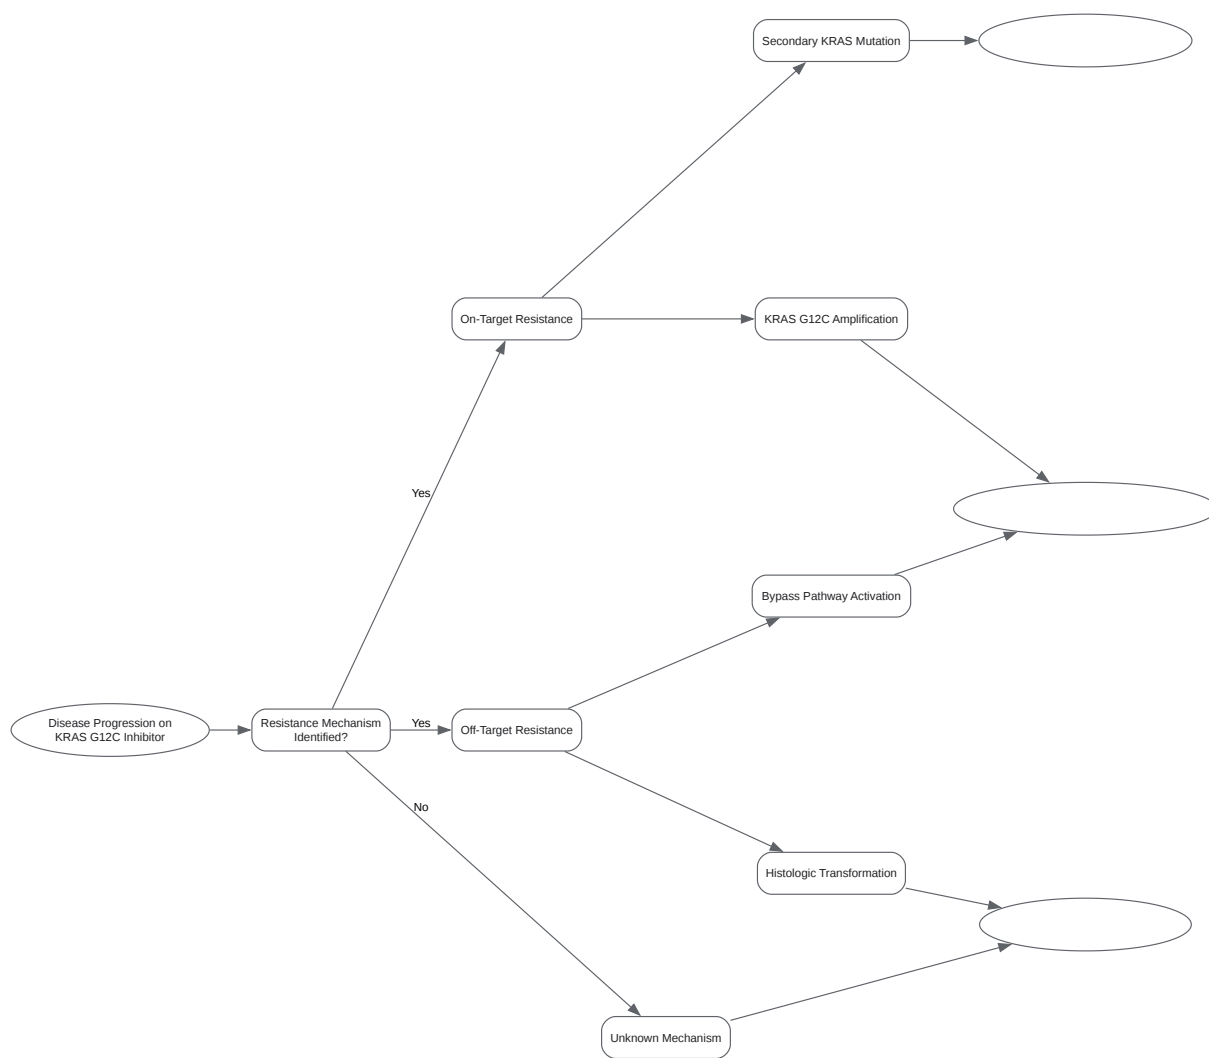 Secondary KRAS Mutation
On-Target Resistance
KRAS G12C Amplification
Yes
Bypass Pathway Activation
Disease Progression on
KRAS G12C Inhibitor
Resistance Mechanism
Identified?
Yes
Off-Target Resistance
No
Histologic Transformation
Unknown Mechanism